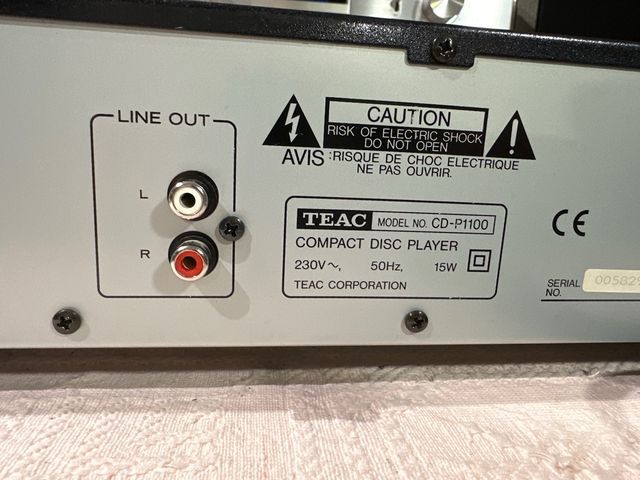 LINE OUT
L
R
CAUTION
RISK OF ELECTRIC SHOCK
DO NOT OPEN
AVIS :RISQUE DE CHOC ELECTRIQUE
NE PAS OUVRIR.
TEAC MODEL NO. CD-P1100
COMPACT DISC PLAYER
230V~, 50Hz, 15W
TEAC CORPORATION
CE
SERIAL
NO.